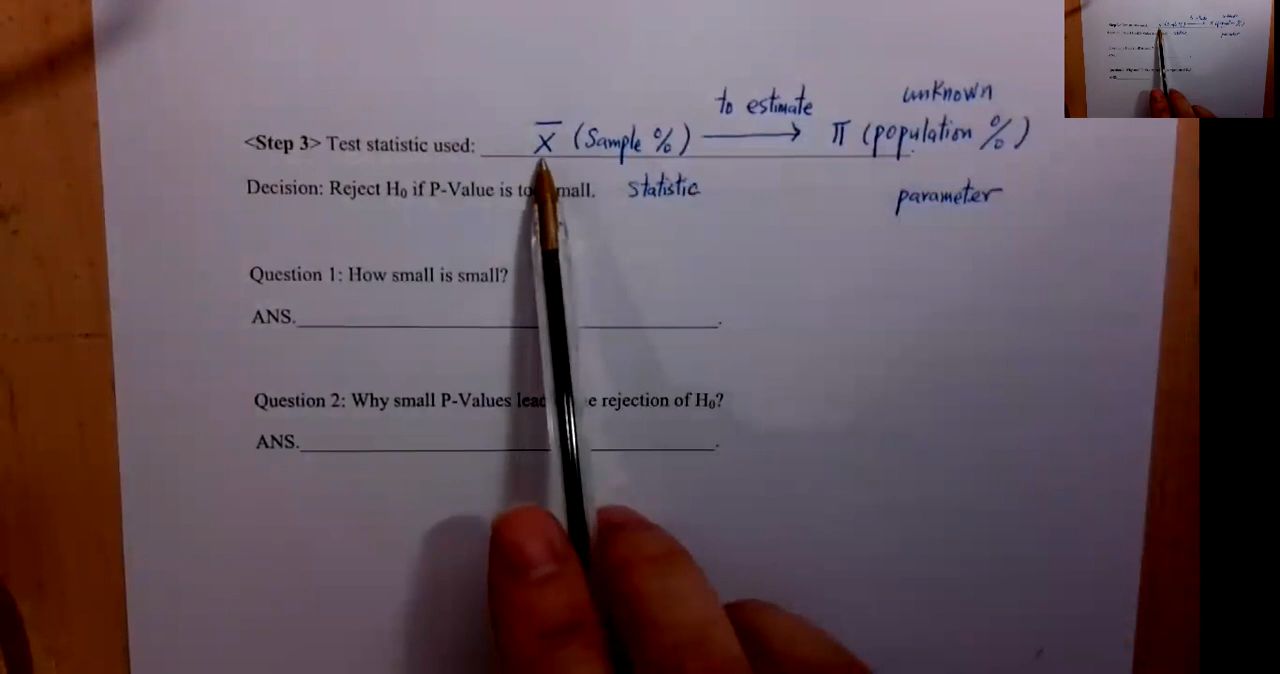 to estimate unknown
<Step 3> Test statistic used: X̄ (Sample %) → π (population %)
Decision: Reject H₀ if P-Value is to mall. Statistic parameter
Question 1: How small is small?
ANS.
Question 2: Why small P-Values lead e rejection of H₀?
ANS.